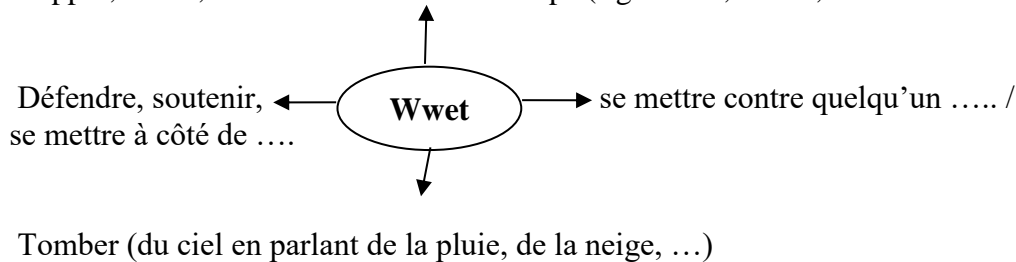 Défendre, soutenir,
se mettre à côté de ….
Wwet
se mettre contre quelqu’un ….. /
Tomber (du ciel en parlant de la pluie, de la neige, …)